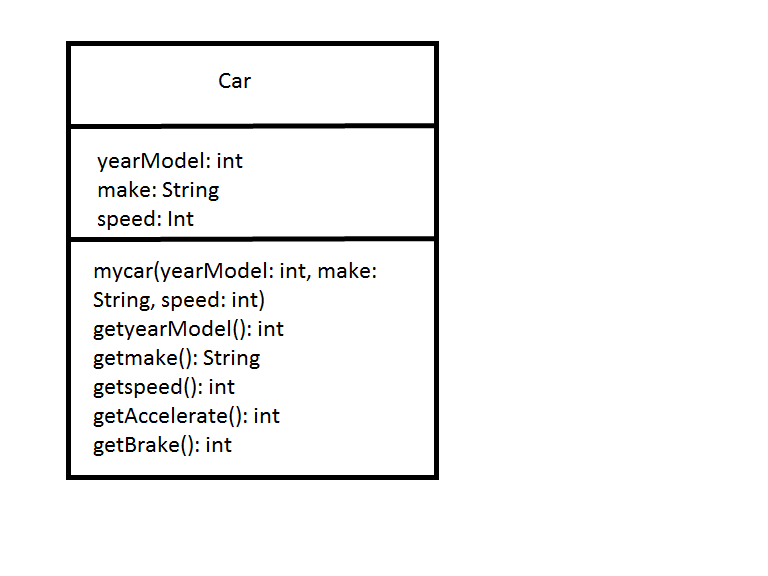 Car
yearModel: int
make: String
speed: Int
mycar(yearModel: int, make:
String, speed: int)
getyearModel(): int
getmake(): String
getspeed(): int
getAccelerate(): int
getBrake(): int